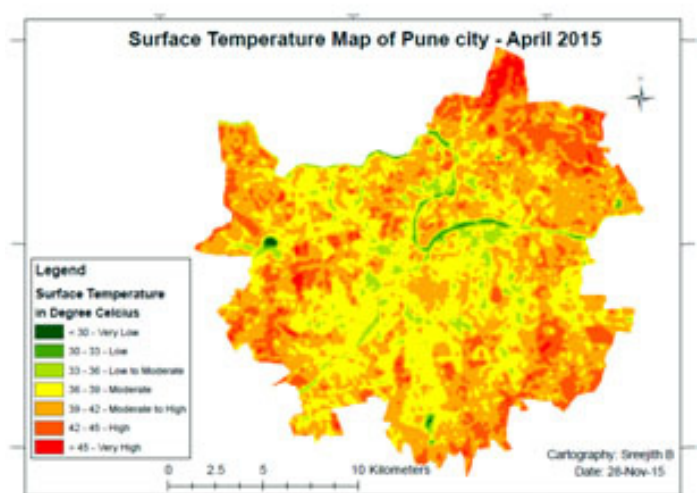 Surface Temperature Map of Pune city - April 2015
Legend
Surface Temperature
in Degree Celcius
< 30 - Very Low
30 - 33 - Low
33 - 36 - Low to Moderate
36 - 39 - Moderate
39 - 42 - Moderate to High
42 - 45 - High
< 45 - Very High
0 2.5 5 10 Kilometers
Cartography: Sreejith B
Date: 28-Nov-15